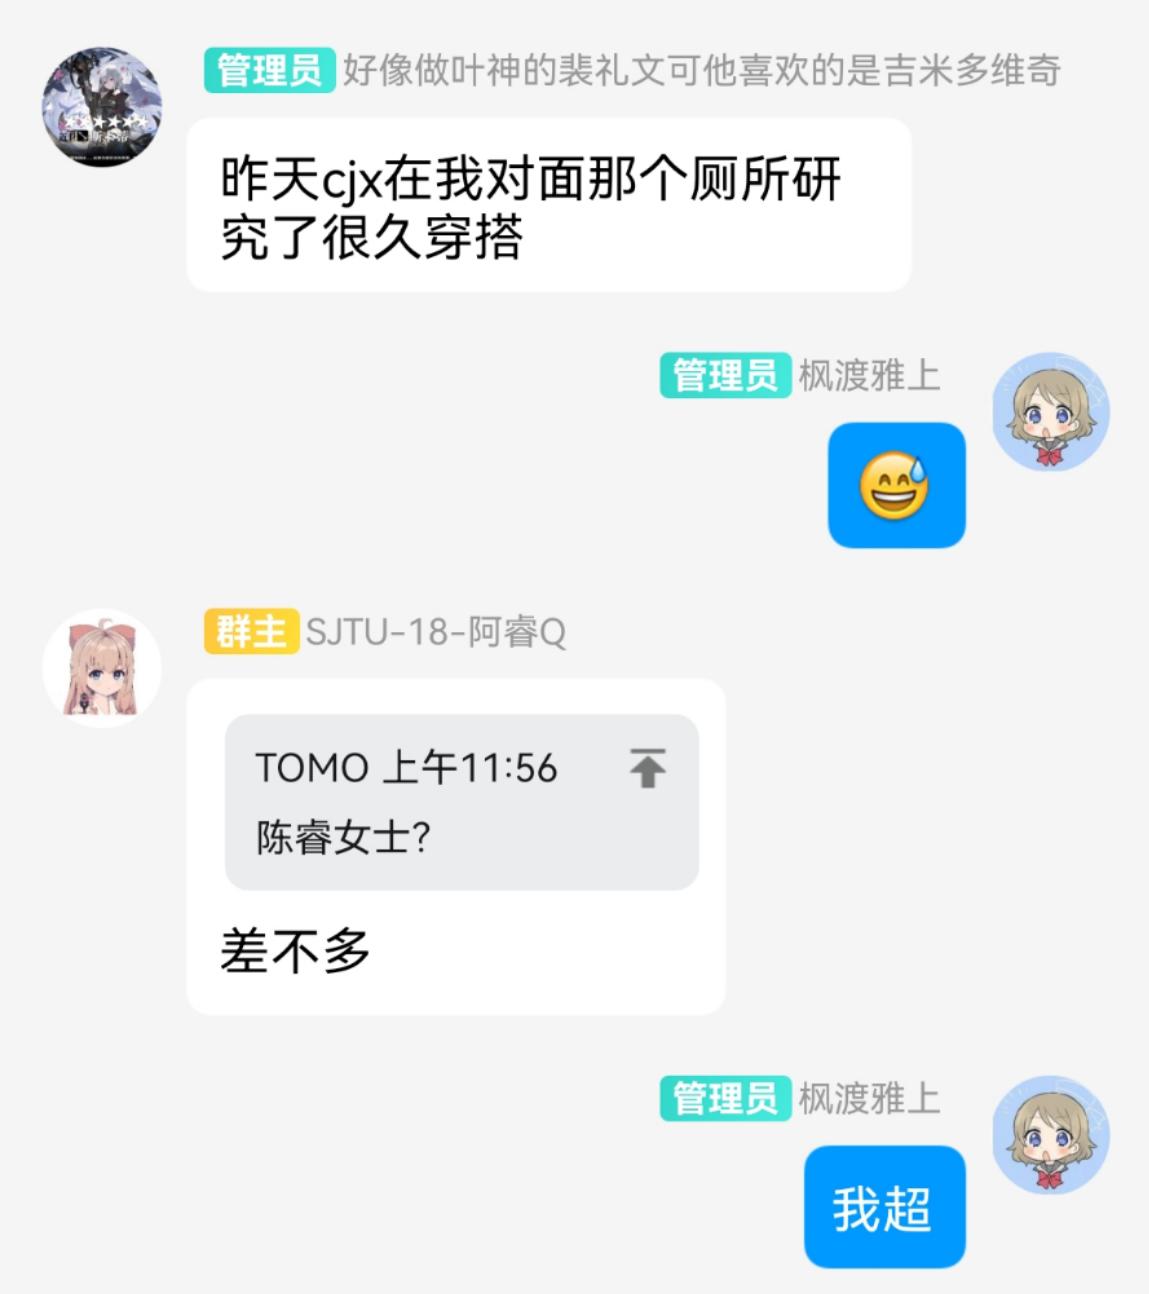 管理员 好像做叶神的裴礼文可他喜欢的是吉米多维奇
昨天cjx在我对面那个厕所研
究了很久穿搭
管理员 枫渡雅上
😅
群主 SJTU-18-阿睿Q
TOMO 上午11:56
陈睿女士?
差不多
管理员 枫渡雅上
我超